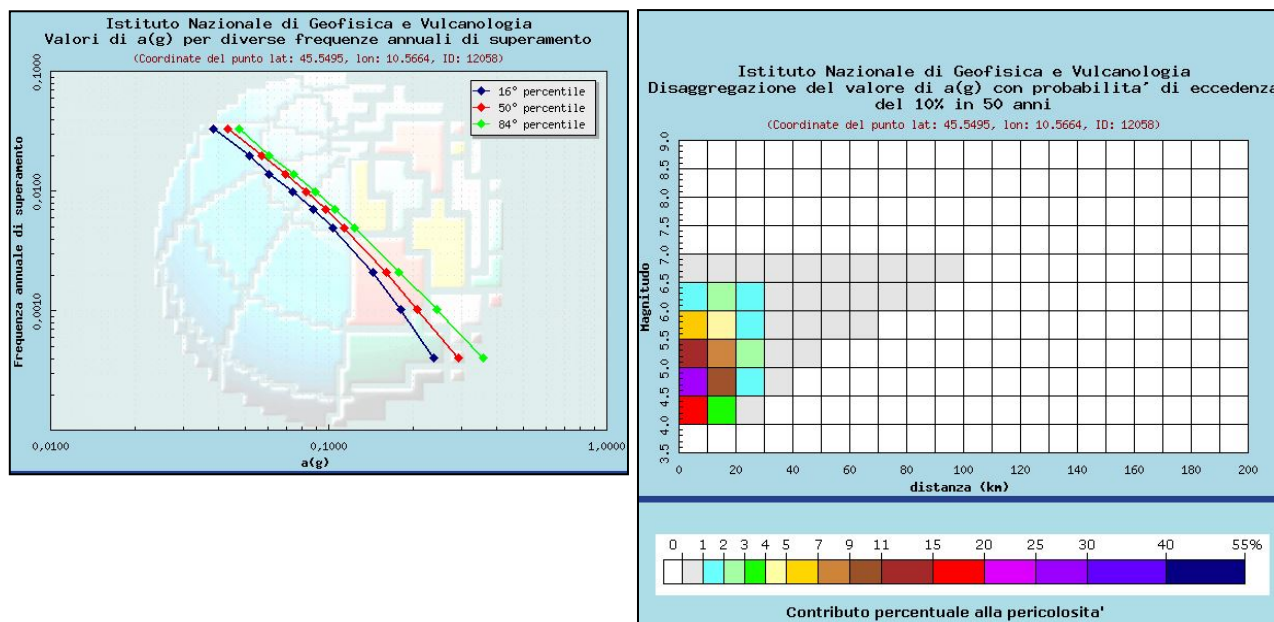 Istituto Nazionale di Geofisica e Vulcanologia
Valori di a(g) per diverse frequenze annuali di superamento
(Coordinate del punto lat: 45.5495, lon: 10.5664, ID: 12058)
16° percentile
50° percentile
84° percentile
Frequenza annuale di superamento
0,1000
0,0100
0,0010
0,0100 0,1000 1,0000
a(g)
Istituto Nazionale di Geofisica e Vulcanologia
Disaggregazione del valore di a(g) con probabilita' di eccedenza
del 10% in 50 anni
(Coordinate del punto lat: 45.5495, lon: 10.5664, ID: 12058)
Magnitudo
9.0
8.5
8.0
7.5
7.0
6.5
6.0
5.5
5.0
4.5
4.0
3.5
0 20 40 60 80 100 120 140 160 180 200
distanza (km)
0 1 2 3 4 5 7 9 11 15 20 25 30 40 55%
Contributo percentuale alla pericolosita'